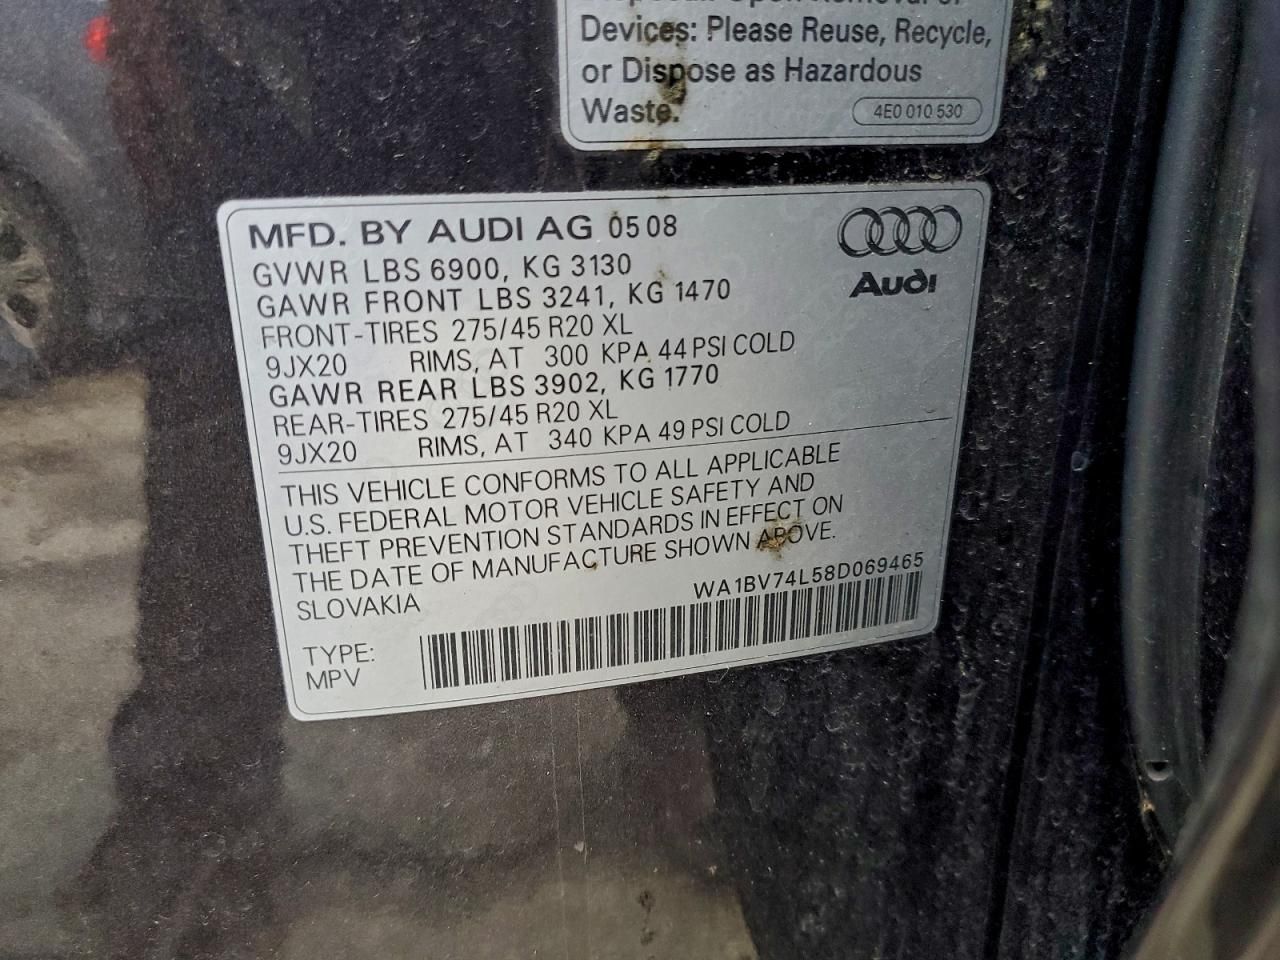 Devices: Please Reuse, Recycle,
or Dispose as Hazardous
Waste.
4E0 010 530
MFD. BY AUDI AG 05 08
GVWR LBS 6900, KG 3130
GAWR FRONT LBS 3241, KG 1470
FRONT-TIRES 275/45 R20 XL
9JX20 RIMS, AT 300 KPA 44 PSI COLD
GAWR REAR LBS 3902, KG 1770
REAR-TIRES 275/45 R20 XL
9JX20 RIMS, AT 340 KPA 49 PSI COLD
Audi
THIS VEHICLE CONFORMS TO ALL APPLICABLE
U.S. FEDERAL MOTOR VEHICLE SAFETY AND
THEFT PREVENTION STANDARDS IN EFFECT ON
THE DATE OF MANUFACTURE SHOWN ABOVE.
SLOVAKIA
WA1BV74L58D069465
TYPE:
MPV